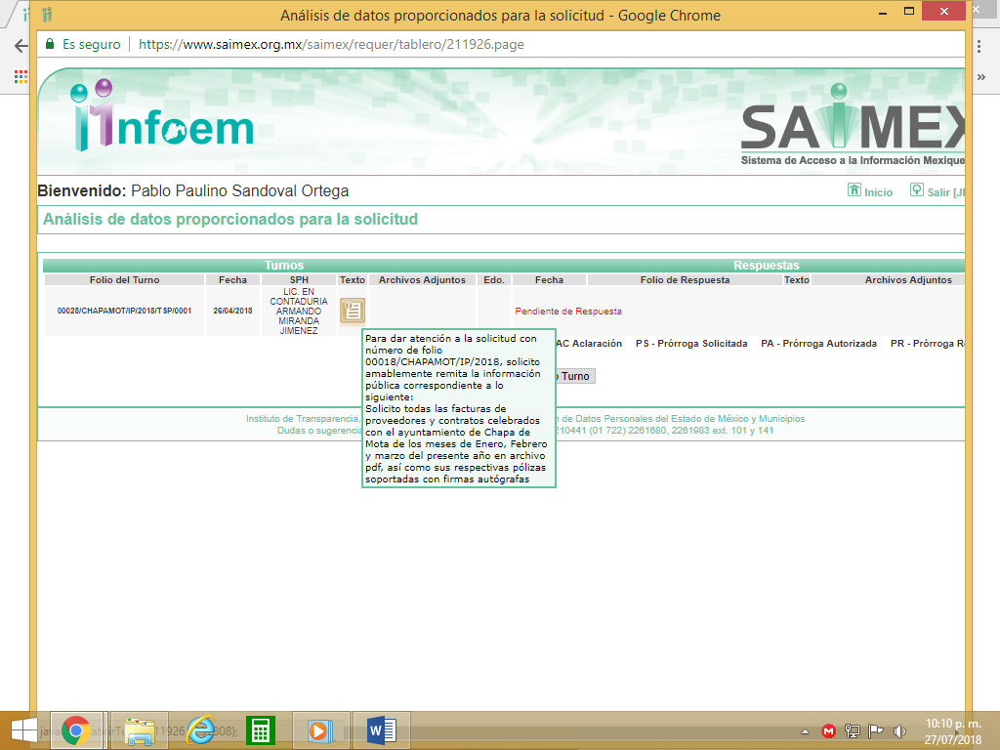 Análisis de datos proporcionados para la solicitud - Google Chrome
Es seguro
https://www.saimex.org.mx/saimex/requer/tablero/211926.page
infoem
SAIMEX
Sistema de Acceso a la Información Mexique
Bienvenido: Pablo Paulino Sandoval Ortega
Inicio
Salir [J
Análisis de datos proporcionados para la solicitud
Turnos
Respuestas
Folio del Turno Fecha SPH Texto Archivos Adjuntos Edo. Fecha Folio de Respuesta Texto Archivos Adjuntos
00028/CHAPAMOT/IP/2018/TSP/0001
26/04/2018
LIC. EN
CONTADURIA
ARMANDO
MIRANDA
JIMENEZ
Pendiente de Respuesta
AC Aclaración PS - Prórroga Solicitada PA - Prórroga Autorizada PR - Prórroga R
Turno
Para dar atención a la solicitud con
número de folio
00018/CHAPAMOT/IP/2018, solicito
amablemente remita la información
pública correspondiente a lo
siguiente:
Solicito todas las facturas de
proveedores y contratos celebrados
con el ayuntamiento de Chapa de
Mota de los meses de Enero, Febrero
y marzo del presente año en archivo
pdf, así como sus respectivas pólizas
soportadas con firmas autógrafas
Instituto de Transparencia, n de Datos Personales del Estado de México y Municipios
Dudas o sugerencia 210441 (01 722) 2261680, 2261983 ext. 101 y 141
10:10 p. m.
27/07/2018